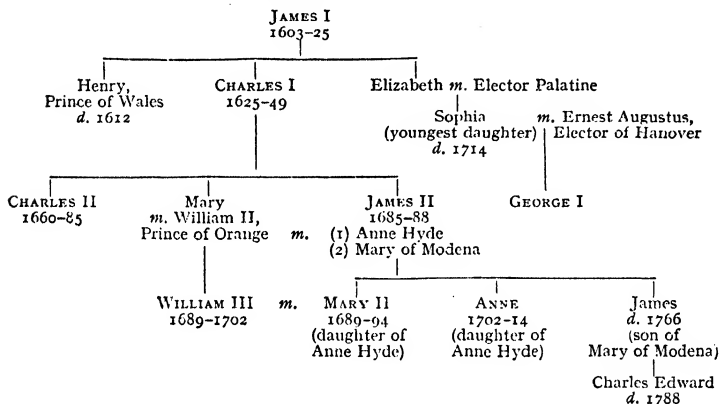 JAMES I
1603–25
Henry,
Prince of Wales
d. 1612
CHARLES I
1625–49
Elizabeth m. Elector Palatine
Sophia
(youngest daughter)
d. 1714
m. Ernest Augustus,
Elector of Hanover
CHARLES II
1660–85
Mary
m. William II,
Prince of Orange
JAMES II
1685–88
m. (1) Anne Hyde
(2) Mary of Modena
GEORGE I
WILLIAM III
1689–1702
m.
MARY II
1689–94
(daughter of
Anne Hyde)
ANNE
1702–14
(daughter of
Anne Hyde)
James
d. 1766
(son of
Mary of Modena)
Charles Edward
d. 1788